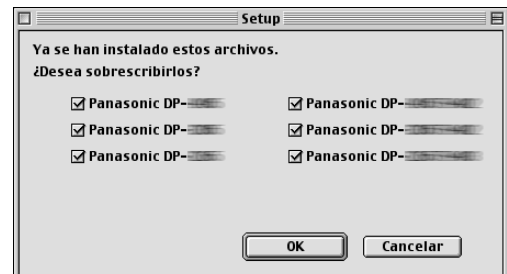 Setup
Ya se han instalado estos archivos.
¿Desea sobrescribirlos?
Panasonic DP- Panasonic DP-
Panasonic DP- Panasonic DP-
Panasonic DP- Panasonic DP-
OK Cancelar